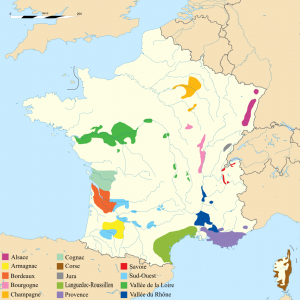 Alsace
Armagnac
Bordeaux
Bourgogne
Champagne
Cognac
Corse
Jura
Languedoc-Roussillon
Provence
Savoie
Sud-Ouest
Vallée de la Loire
Vallée du Rhône